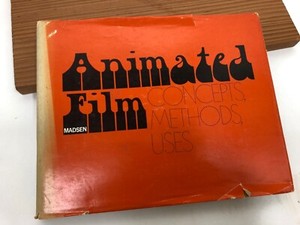 Animated
Film
CONCEPTS,
METHODS,
USES
MADSEN